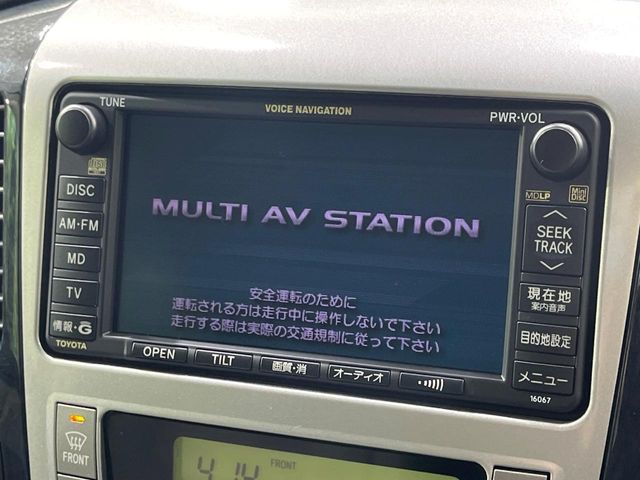 TUNE
VOICE NAVIGATION
PWR·VOL
DISC
AM·FM
MD
TV
情報·G
TOYOTA
MULTI AV STATION
安全運転のために
運転される方は走行中に操作しないで下さい
走行する際は実際の交通規制に従って下さい
MDLP
Mini Disc
SEEK
TRACK
現在地
案内音声
目的地設定
メニュー
16067
OPEN
TILT
画質·消
オーディオ
FRONT
4:14
FRONT